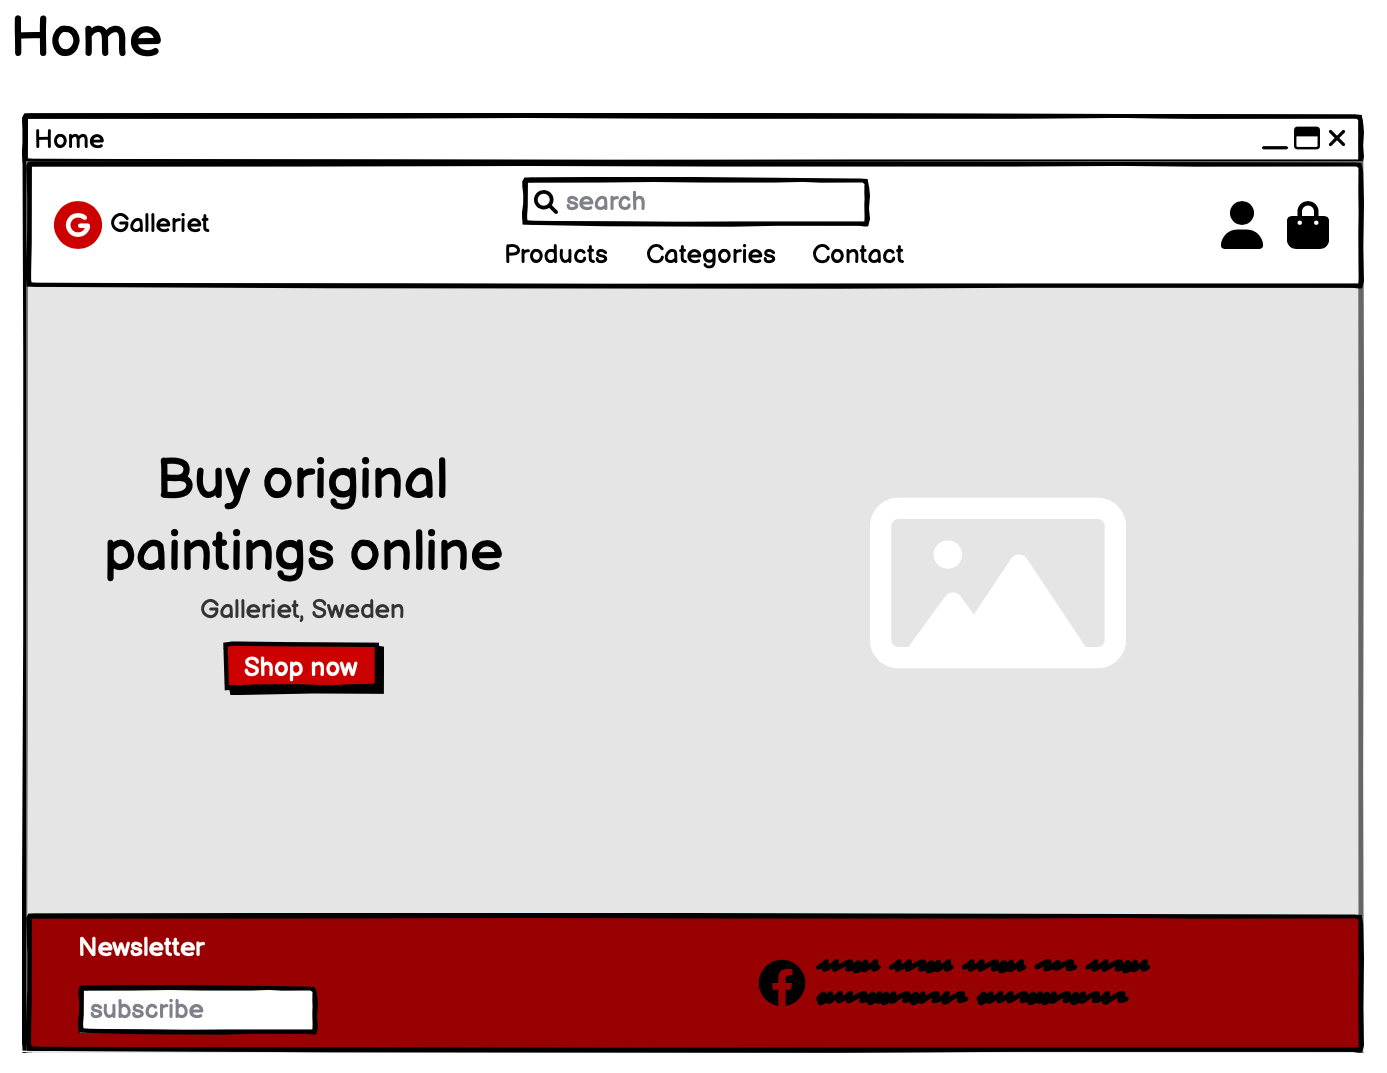 Home
Home
G Galleriet
search
Products Categories Contact
Buy original
paintings online
Galleriet, Sweden
Shop now
Newsletter
subscribe